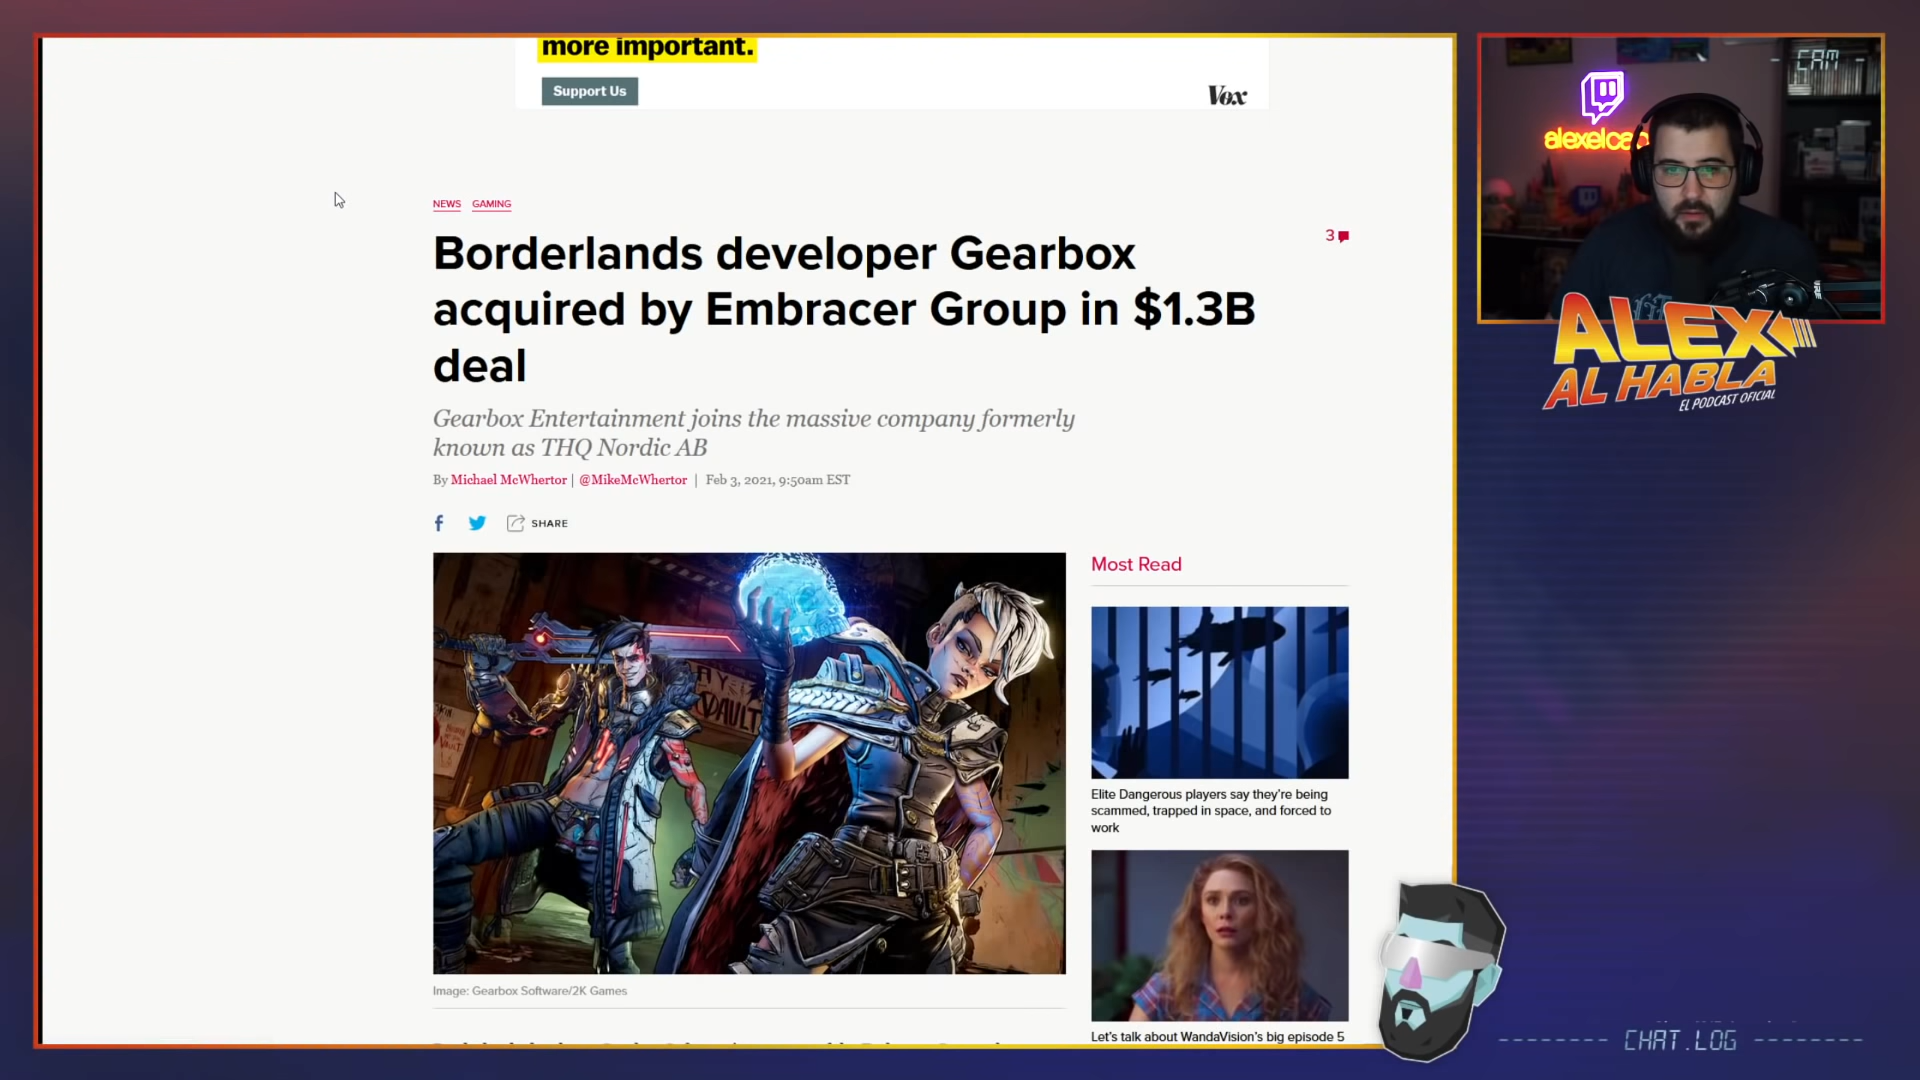 more important.
Support Us
Vox
NEWS GAMING
Borderlands developer Gearbox
acquired by Embracer Group in $1.3B
deal
3
Gearbox Entertainment joins the massive company formerly
known as THQ Nordic AB
By Michael McWhertor | @MikeMcWhertor | Feb 3, 2021, 9:50am EST
SHARE
VAULT
Image: Gearbox Software/2K Games
Most Read
Elite Dangerous players say they're being
scammed, trapped in space, and forced to
work
Let's talk about WandaVision's big episode 5
CAM
alexelca
ALEX
AL HABLA
EL PODCAST OFICIAL
CHAT.LOG